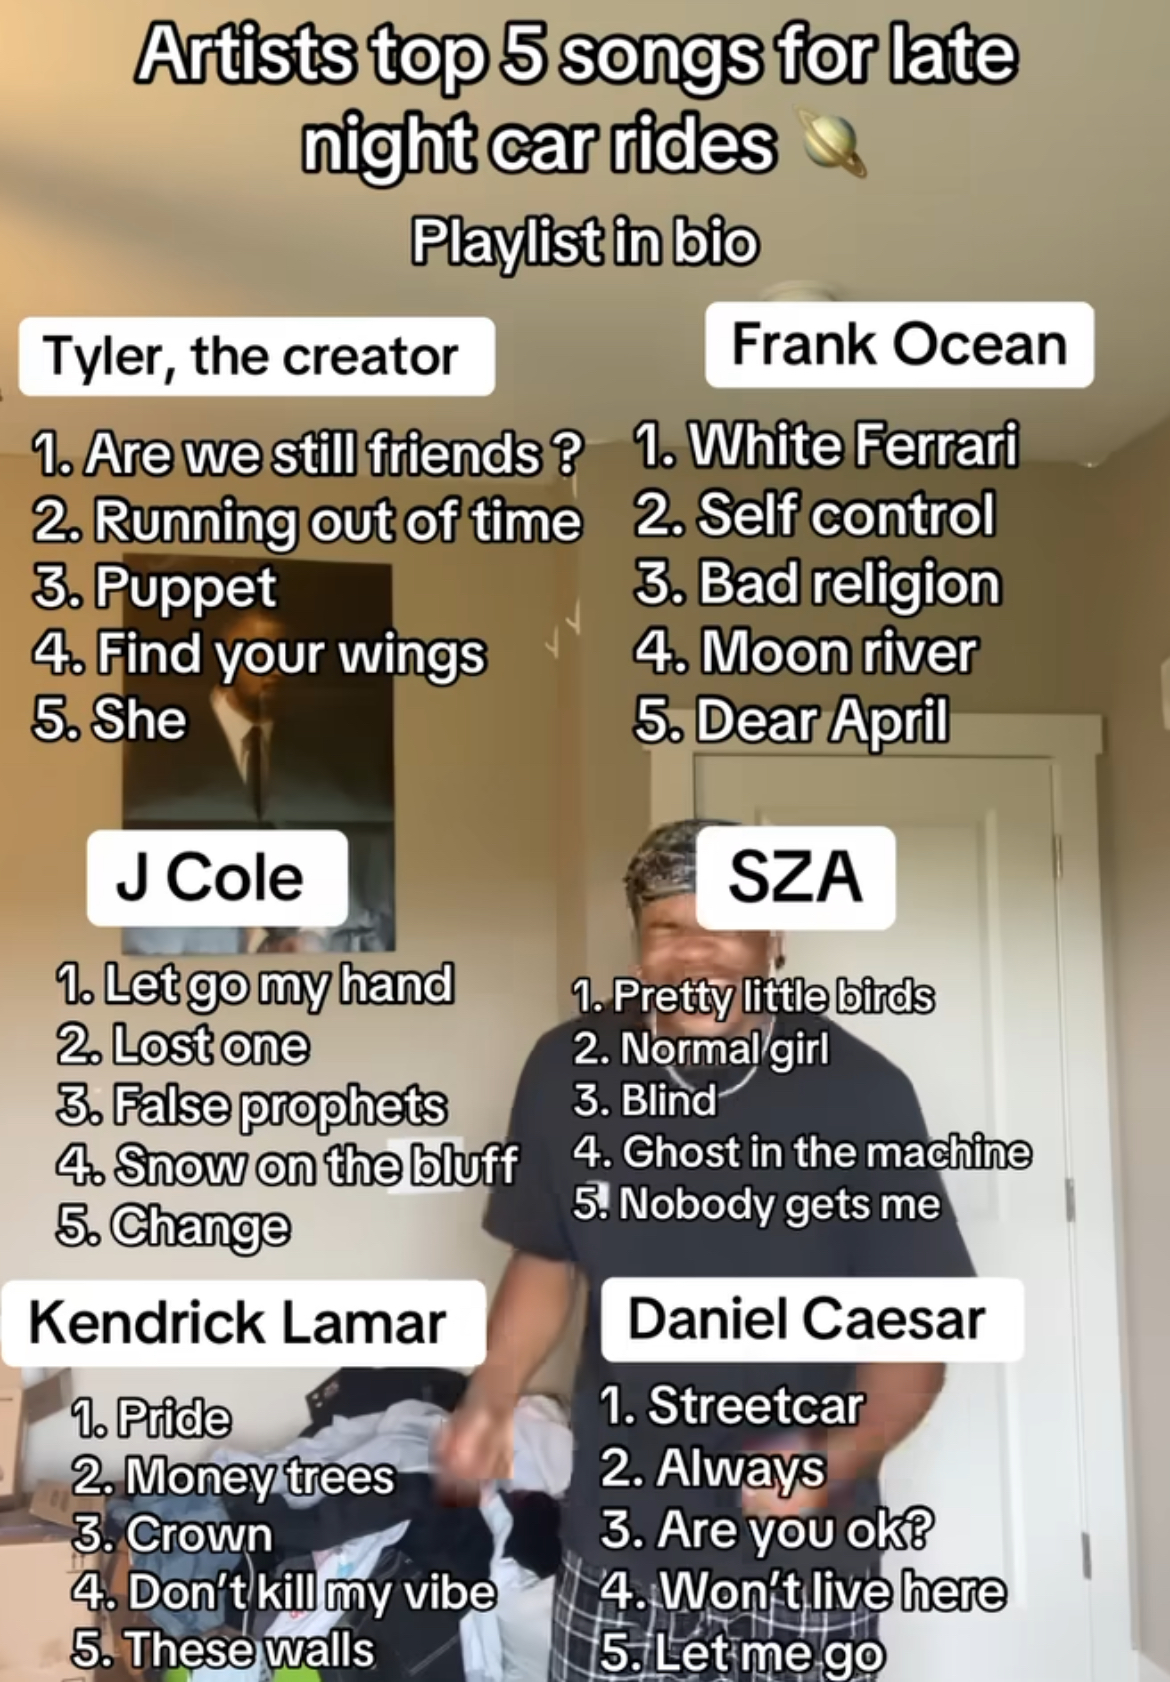 Artists top 5 songs for late
night car rides 🪐
Playlist in bio
Tyler, the creator
1. Are we still friends ?
2. Running out of time
3. Puppet
4. Find your wings
5. She
Frank Ocean
1. White Ferrari
2. Self control
3. Bad religion
4. Moon river
5. Dear April
J Cole
1. Let go my hand
2. Lost one
3. False prophets
4. Snow on the bluff
5. Change
SZA
1. Pretty little birds
2. Normal girl
3. Blind
4. Ghost in the machine
5. Nobody gets me
Kendrick Lamar
1. Pride
2. Money trees
3. Crown
4. Don't kill my vibe
5. These walls
Daniel Caesar
1. Streetcar
2. Always
3. Are you ok?
4. Won't live here
5. Let me go